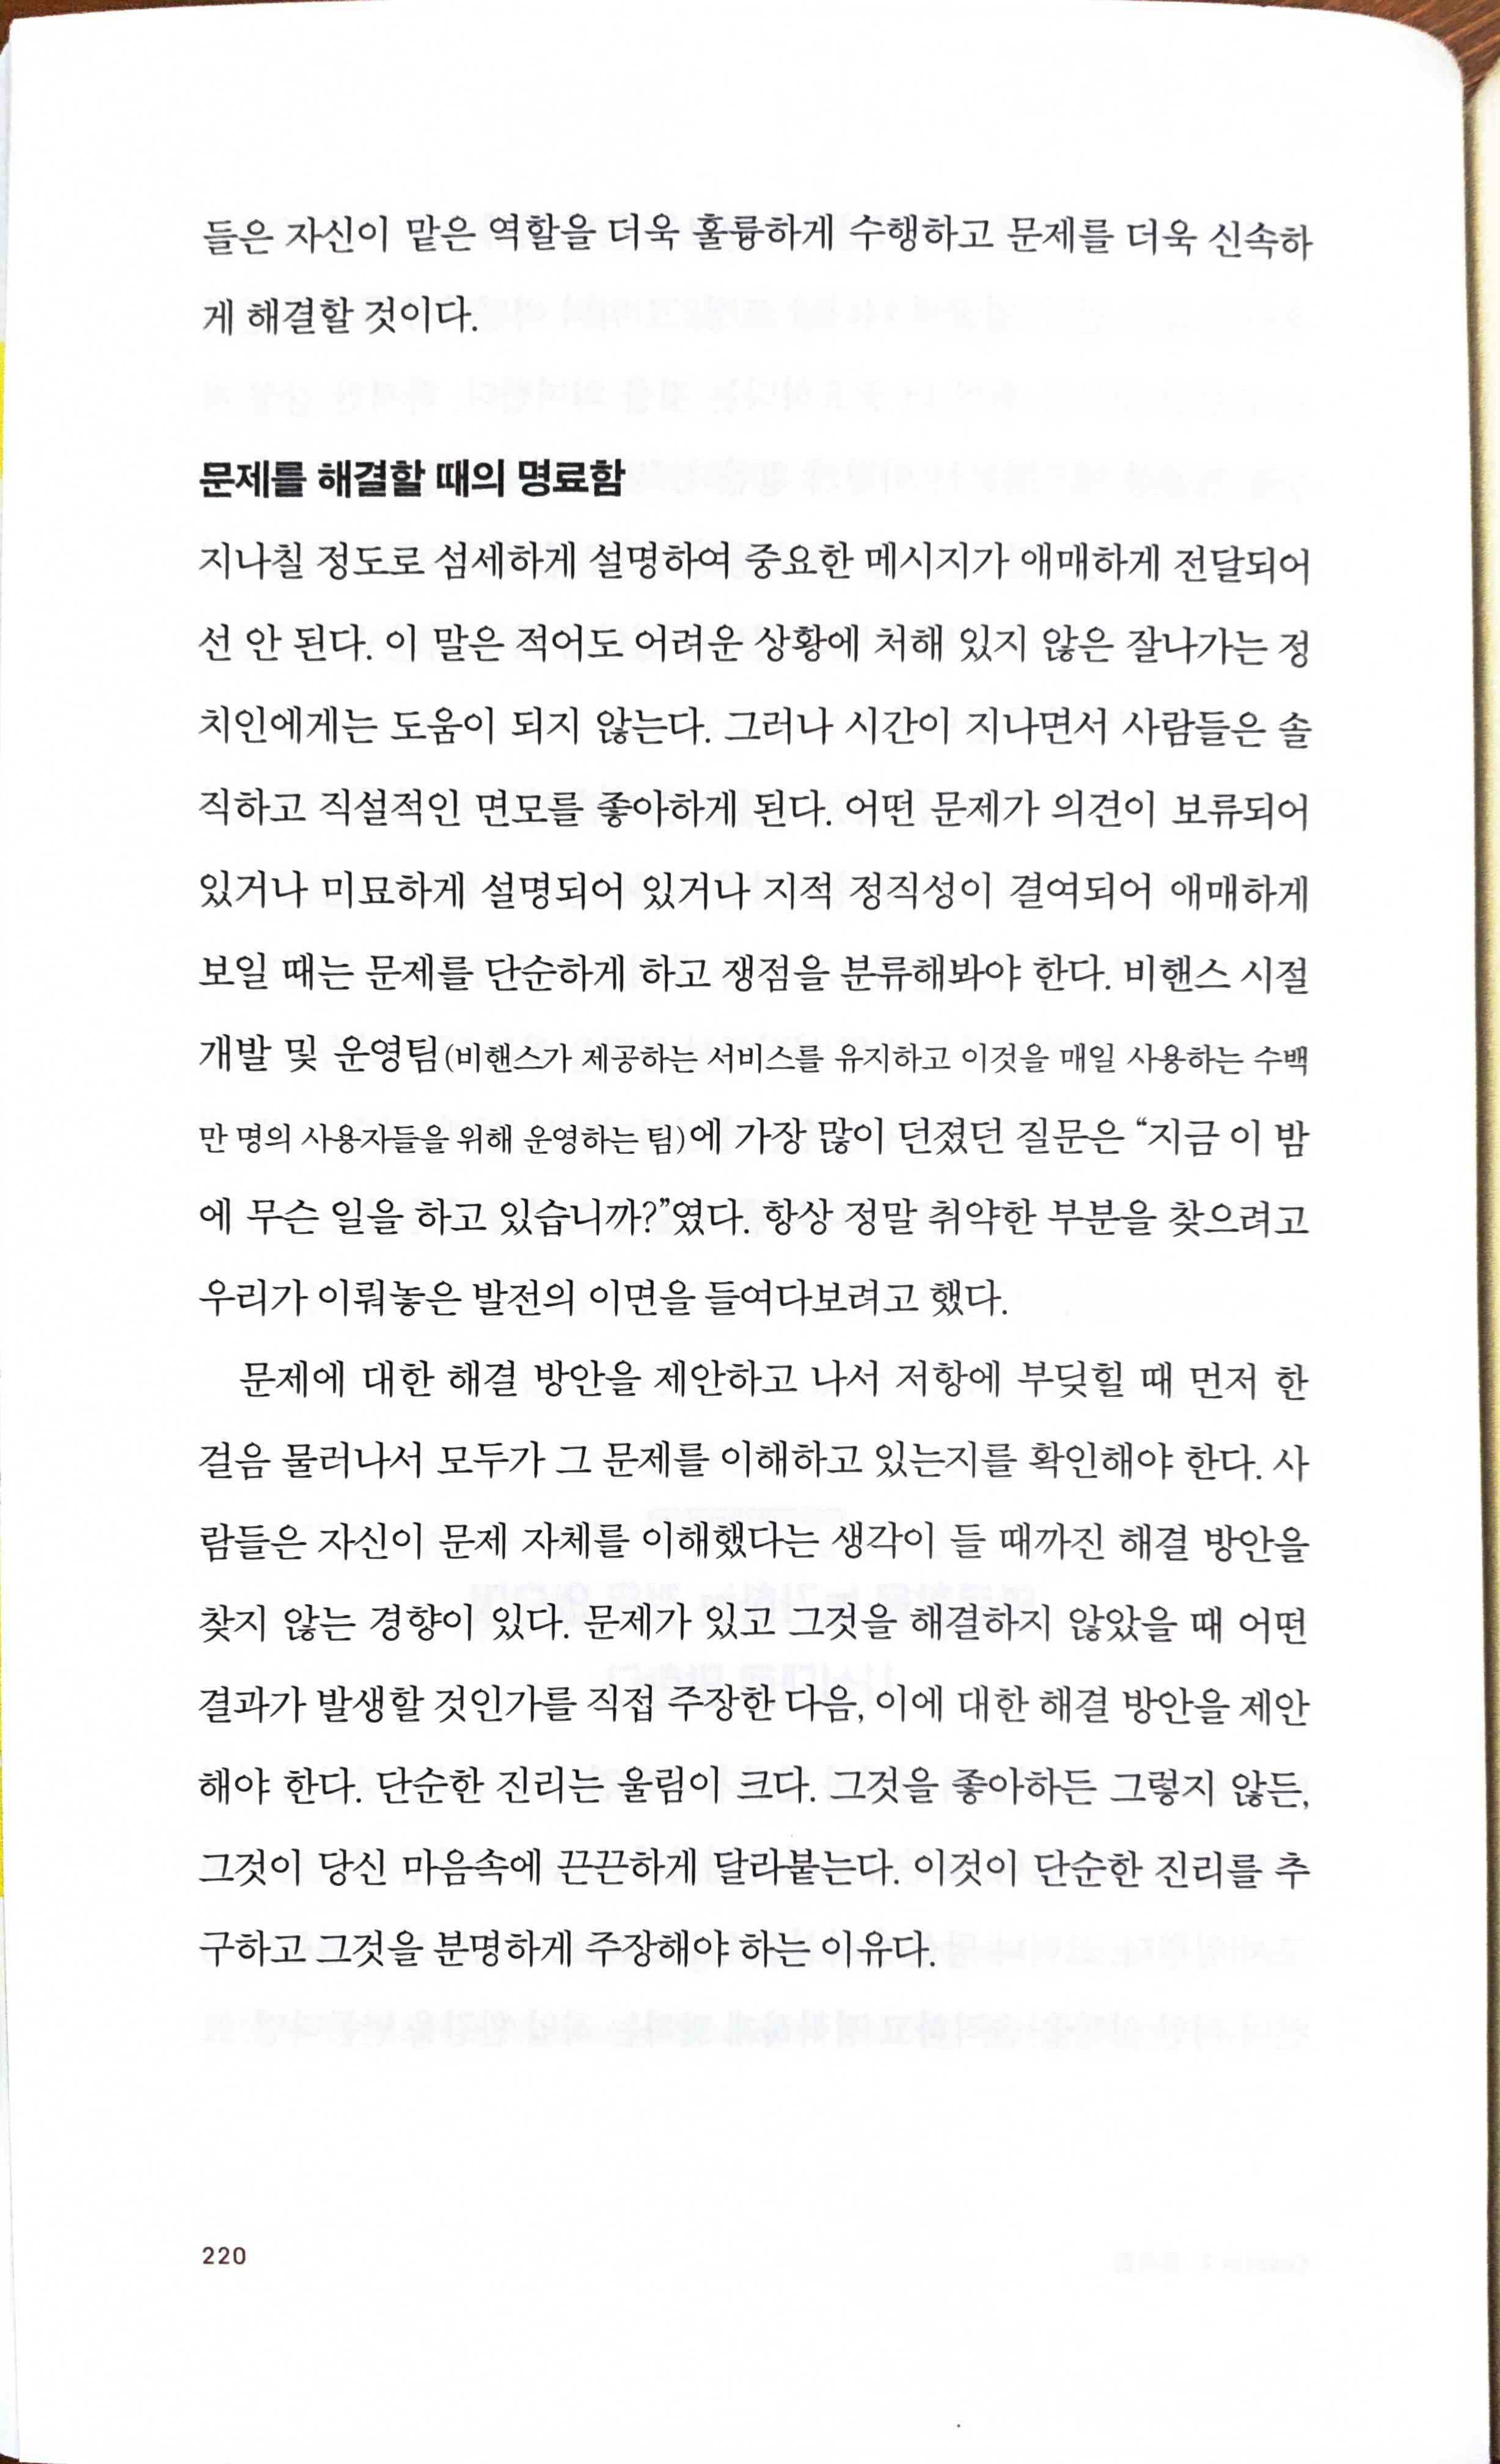 들은 자신이 맡은 역할을 더욱 훌륭하게 수행하고 문제를 더욱 신속하
게 해결할 것이다.
문제를 해결할 때의 명료함
지나칠 정도로 섬세하게 설명하여 중요한 메시지가 애매하게 전달되어
선 안 된다. 이 말은 적어도 어려운 상황에 처해 있지 않은 잘나가는 정
치인에게는 도움이 되지 않는다. 그러나 시간이 지나면서 사람들은 솔
직하고 직설적인 면모를 좋아하게 된다. 어떤 문제가 의견이 보류되어
있거나 미묘하게 설명되어 있거나 지적 정직성이 결여되어 애매하게
보일 때는 문제를 단순하게 하고 쟁점을 분류해봐야 한다. 비핸스 시절
개발 및 운영팀(비핸스가 제공하는 서비스를 유지하고 이것을 매일 사용하는 수백
만 명의 사용자들을 위해 운영하는 팀)에 가장 많이 던졌던 질문은 “지금 이 밤
에 무슨 일을 하고 있습니까?”였다. 항상 정말 취약한 부분을 찾으려고
우리가 이뤄놓은 발전의 이면을 들여다보려고 했다.
문제에 대한 해결 방안을 제안하고 나서 저항에 부딪힐 때 먼저 한
걸음 물러나서 모두가 그 문제를 이해하고 있는지를 확인해야 한다. 사
람들은 자신이 문제 자체를 이해했다는 생각이 들 때까진 해결 방안을
찾지 않는 경향이 있다. 문제가 있고 그것을 해결하지 않았을 때 어떤
결과가 발생할 것인가를 직접 주장한 다음, 이에 대한 해결 방안을 제안
해야 한다. 단순한 진리는 울림이 크다. 그것을 좋아하든 그렇지 않든,
그것이 당신 마음속에 끈끈하게 달라붙는다. 이것이 단순한 진리를 추
구하고 그것을 분명하게 주장해야 하는 이유다.
220